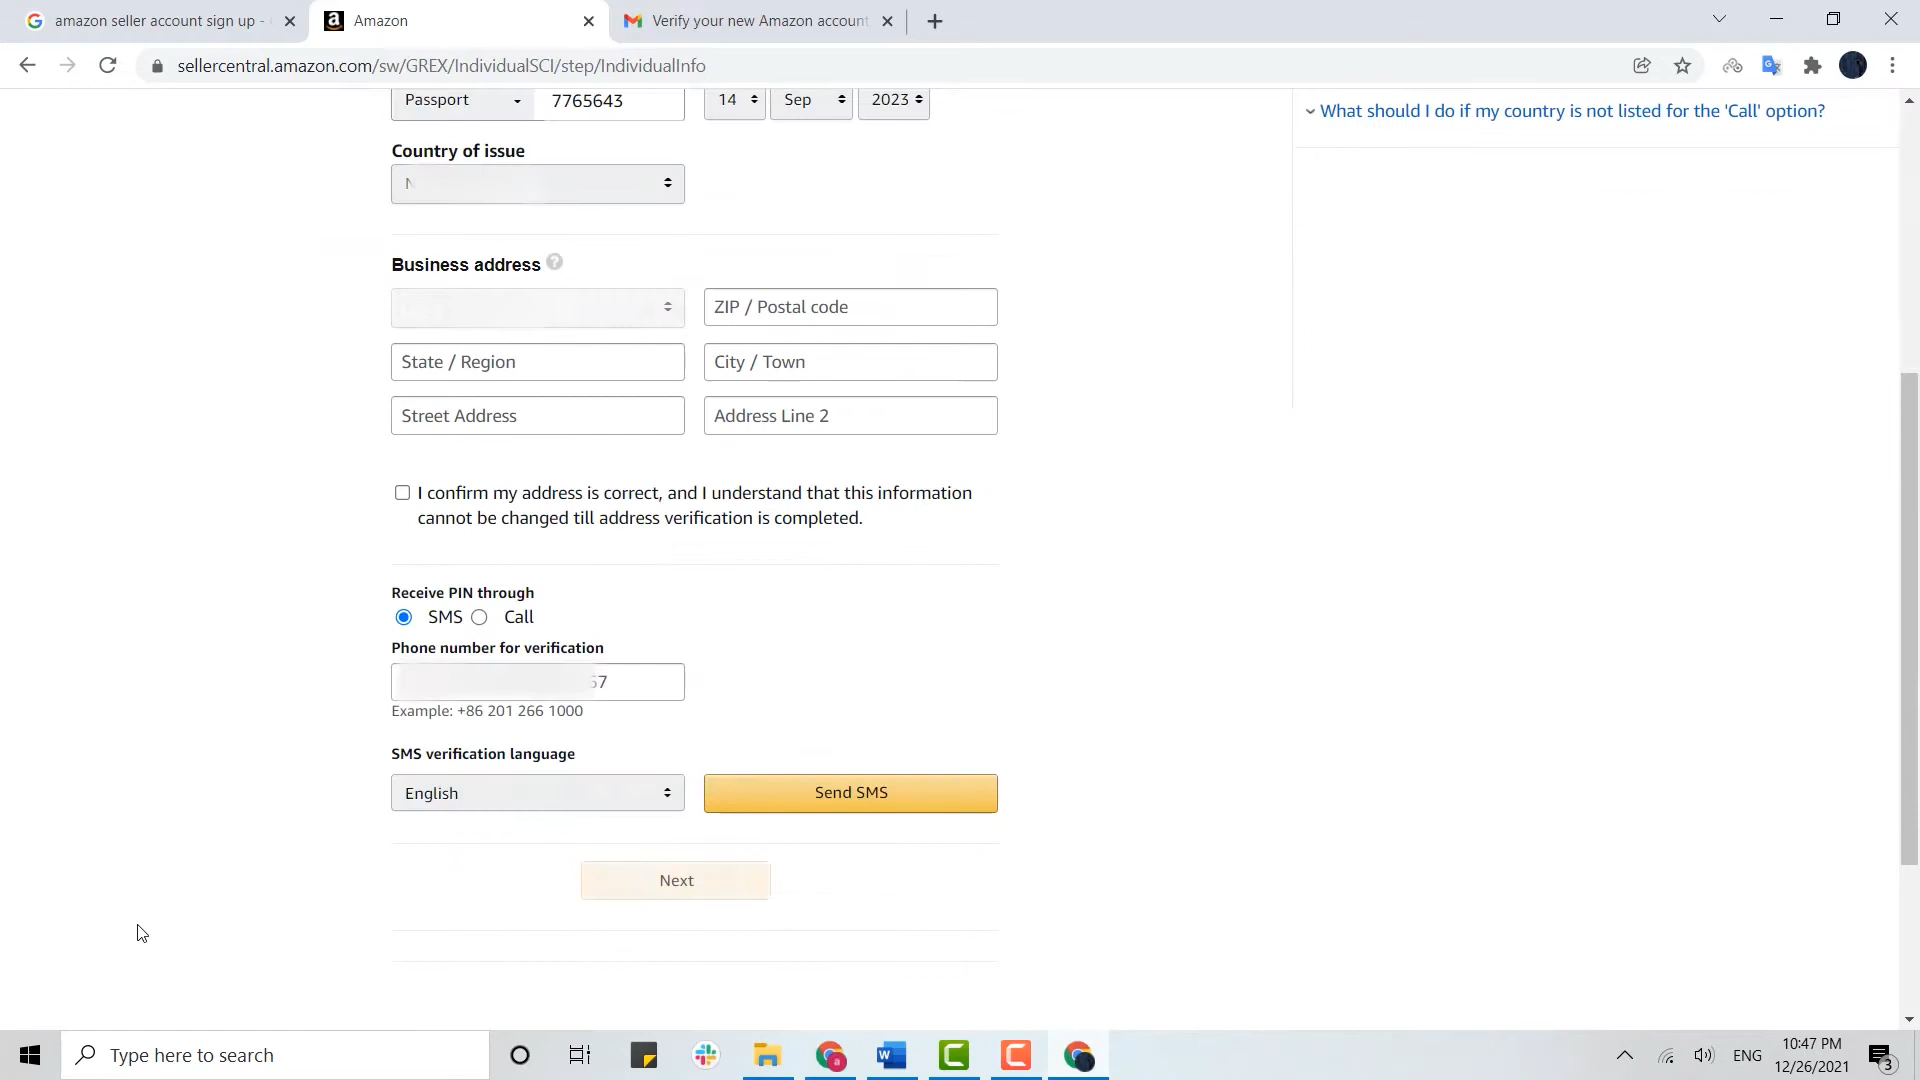 amazon seller account sign up -
Amazon
Verify your new Amazon account
sellercentral.amazon.com/sw/GREX/IndividualSCI/step/IndividualInfo
Passport 7765643 14 Sep 2023
What should I do if my country is not listed for the 'Call' option?
Country of issue
N
Business address ?
ZIP / Postal code
State / Region City / Town
Street Address Address Line 2
I confirm my address is correct, and I understand that this information
cannot be changed till address verification is completed.
Receive PIN through
SMS Call
Phone number for verification
67
Example: +86 201 266 1000
SMS verification language
English Send SMS
Next
Type here to search
ENG
10:47 PM
12/26/2021
3